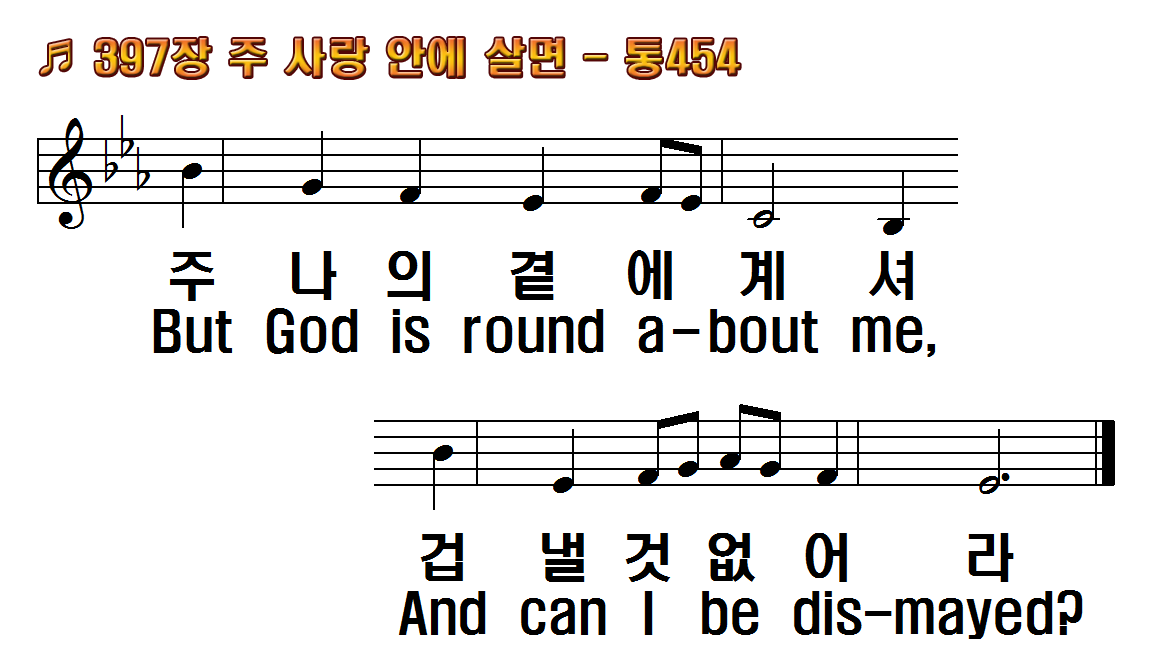 ♬ 397장 주 사랑 안에 살면 - 통454
주 나 의 곁 에 계 셔
But God is round a-bout me,
겁 낼 것 없 어 라
And can I be dis-mayed?